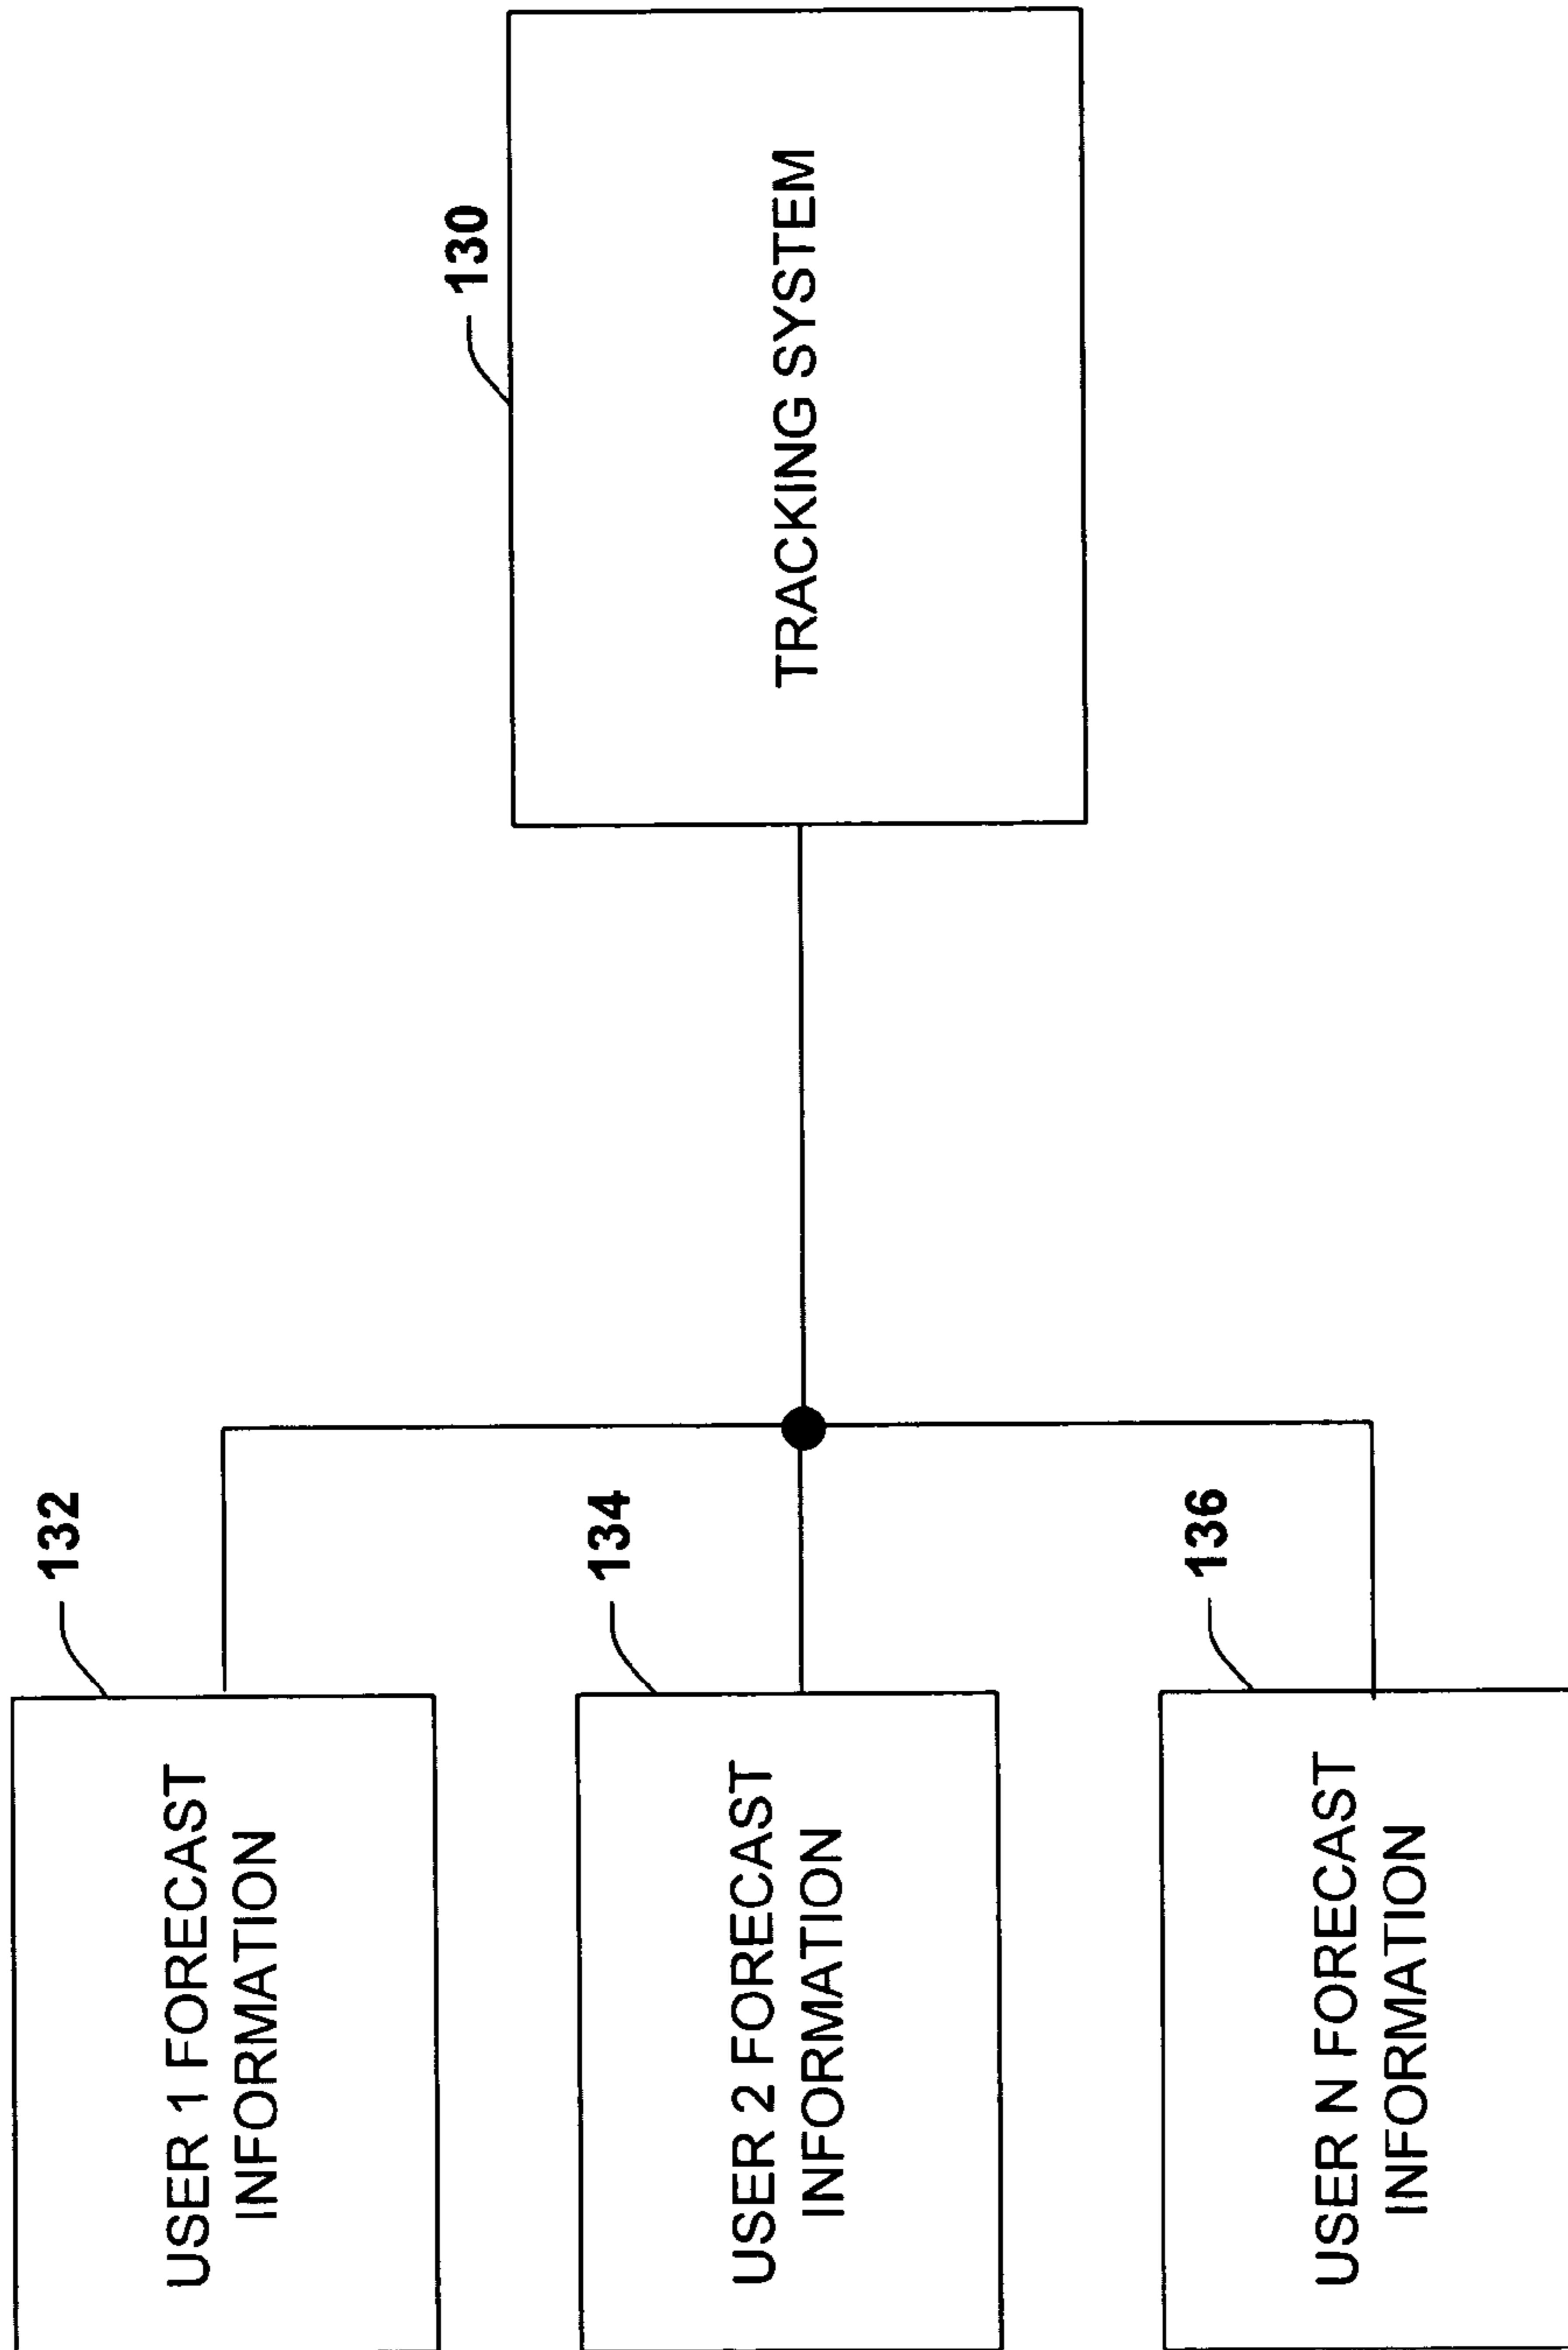 132
USER 1 FORECAST
INFORMATION
134
USER 2 FORECAST
INFORMATION
136
USER N FORECAST
INFORMATION
130
TRACKING SYSTEM